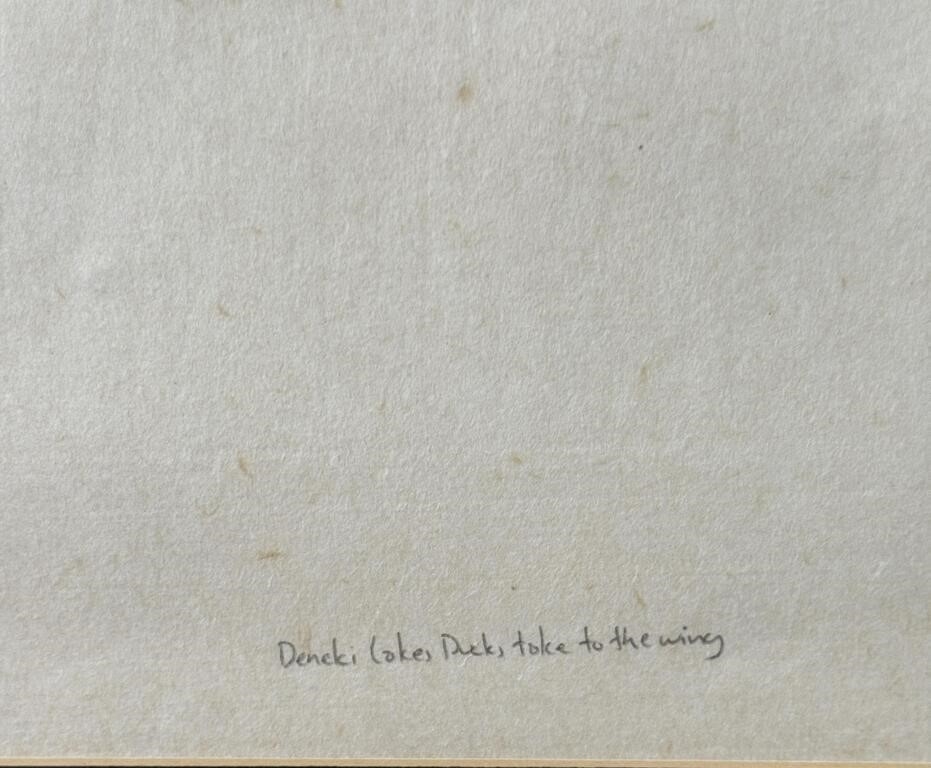 Deneki Lakes Ducks take to the wing